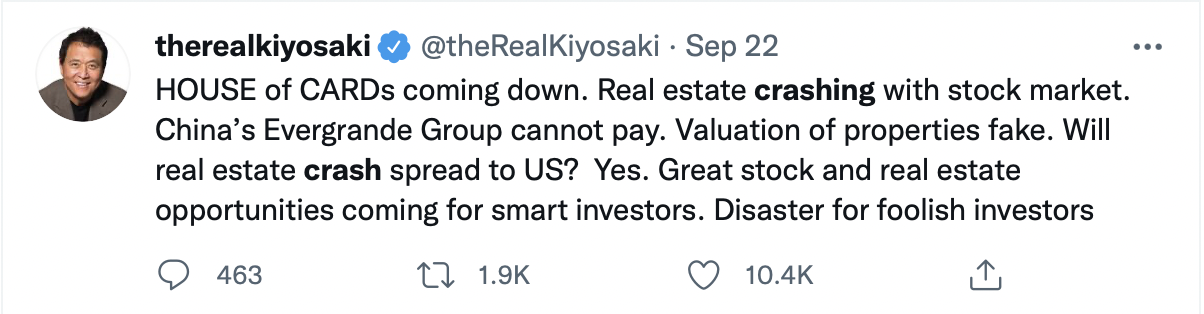 therealkiyosaki @theRealKiyosaki · Sep 22
HOUSE of CARDs coming down. Real estate crashing with stock market.
China’s Evergrande Group cannot pay. Valuation of properties fake. Will
real estate crash spread to US?  Yes. Great stock and real estate
opportunities coming for smart investors. Disaster for foolish investors
463 1.9K 10.4K